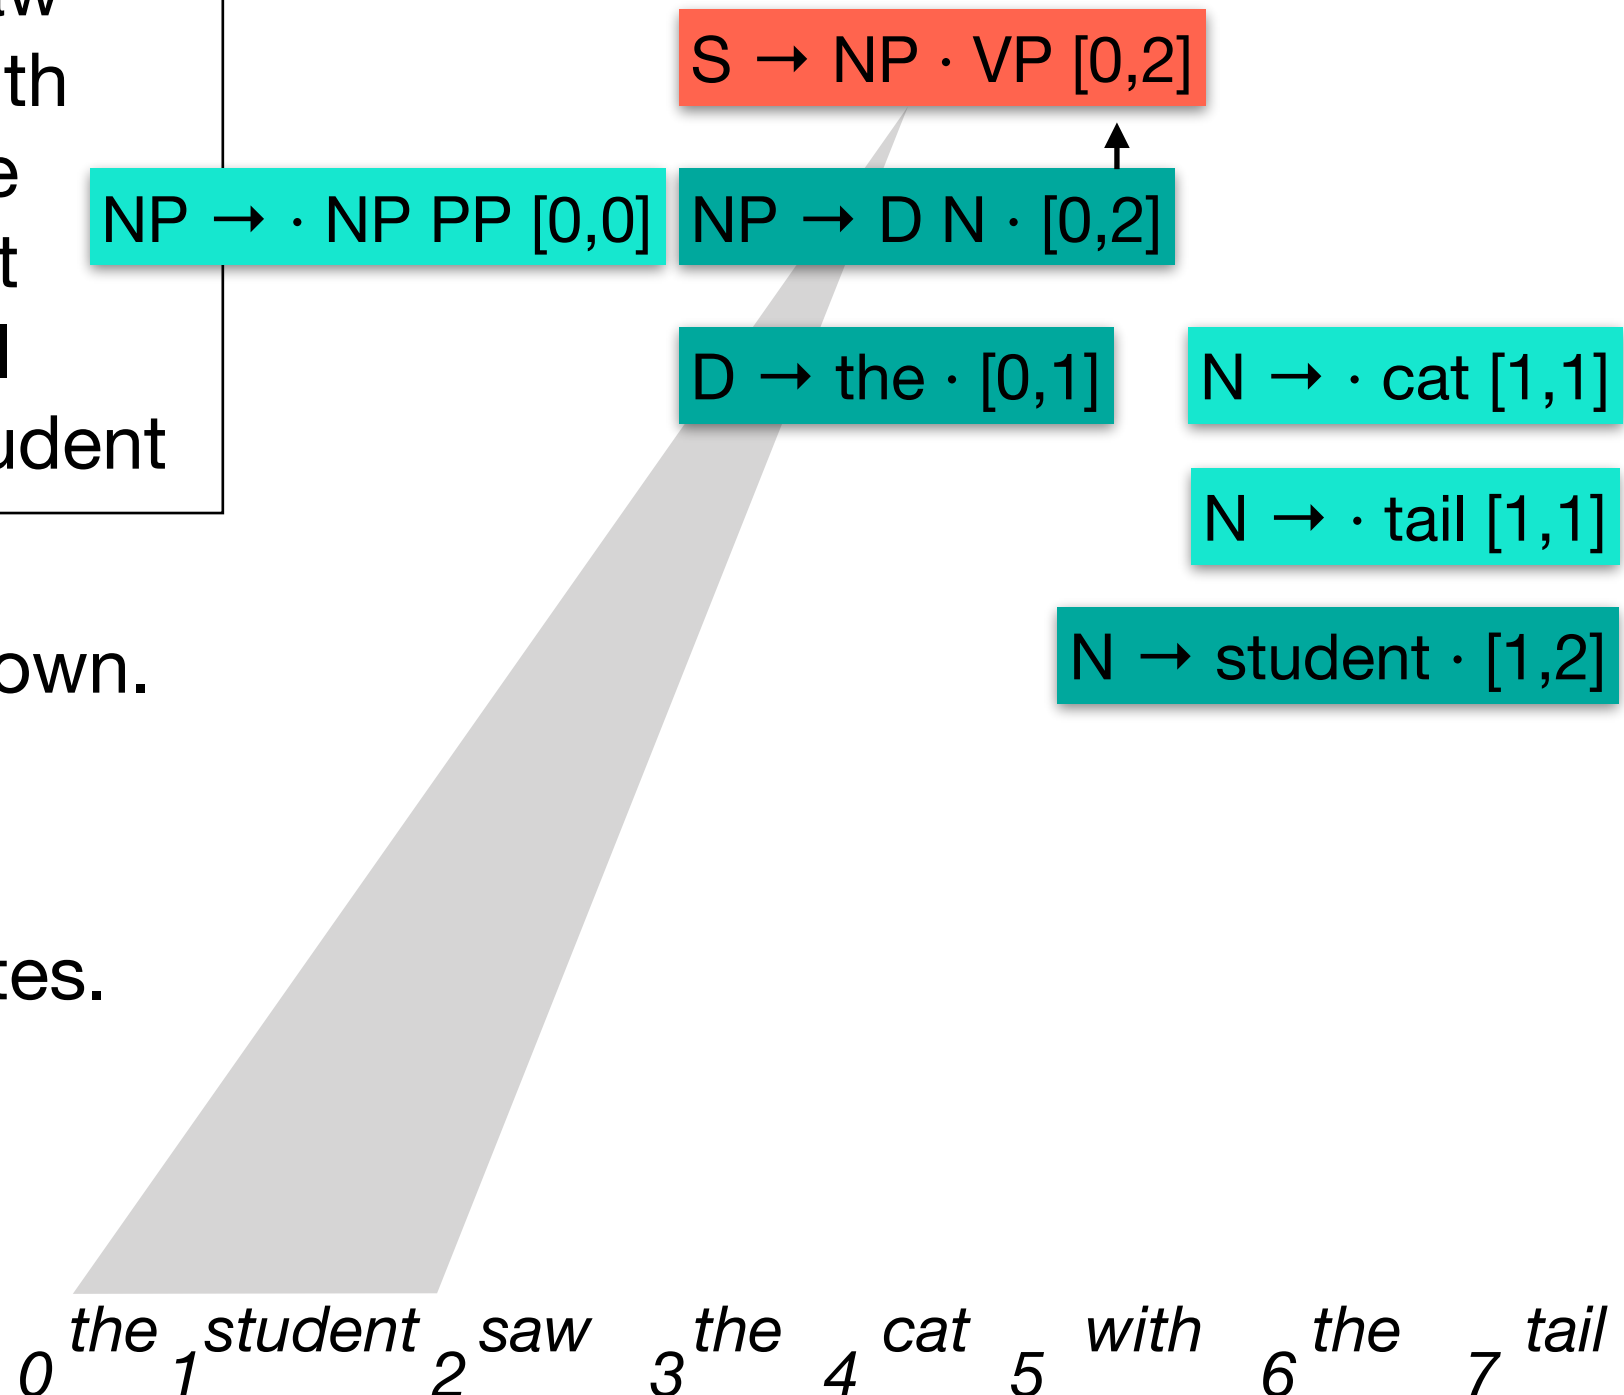 th
S → NP · VP [0,2]
NP → · NP PP [0,0]
NP → D N · [0,2]
D → the · [0,1]
N → · cat [1,1]
udent
N → · tail [1,1]
own.
N → student · [1,2]
tes.
the student saw the cat with the tail
0 1 2 3 4 5 6 7